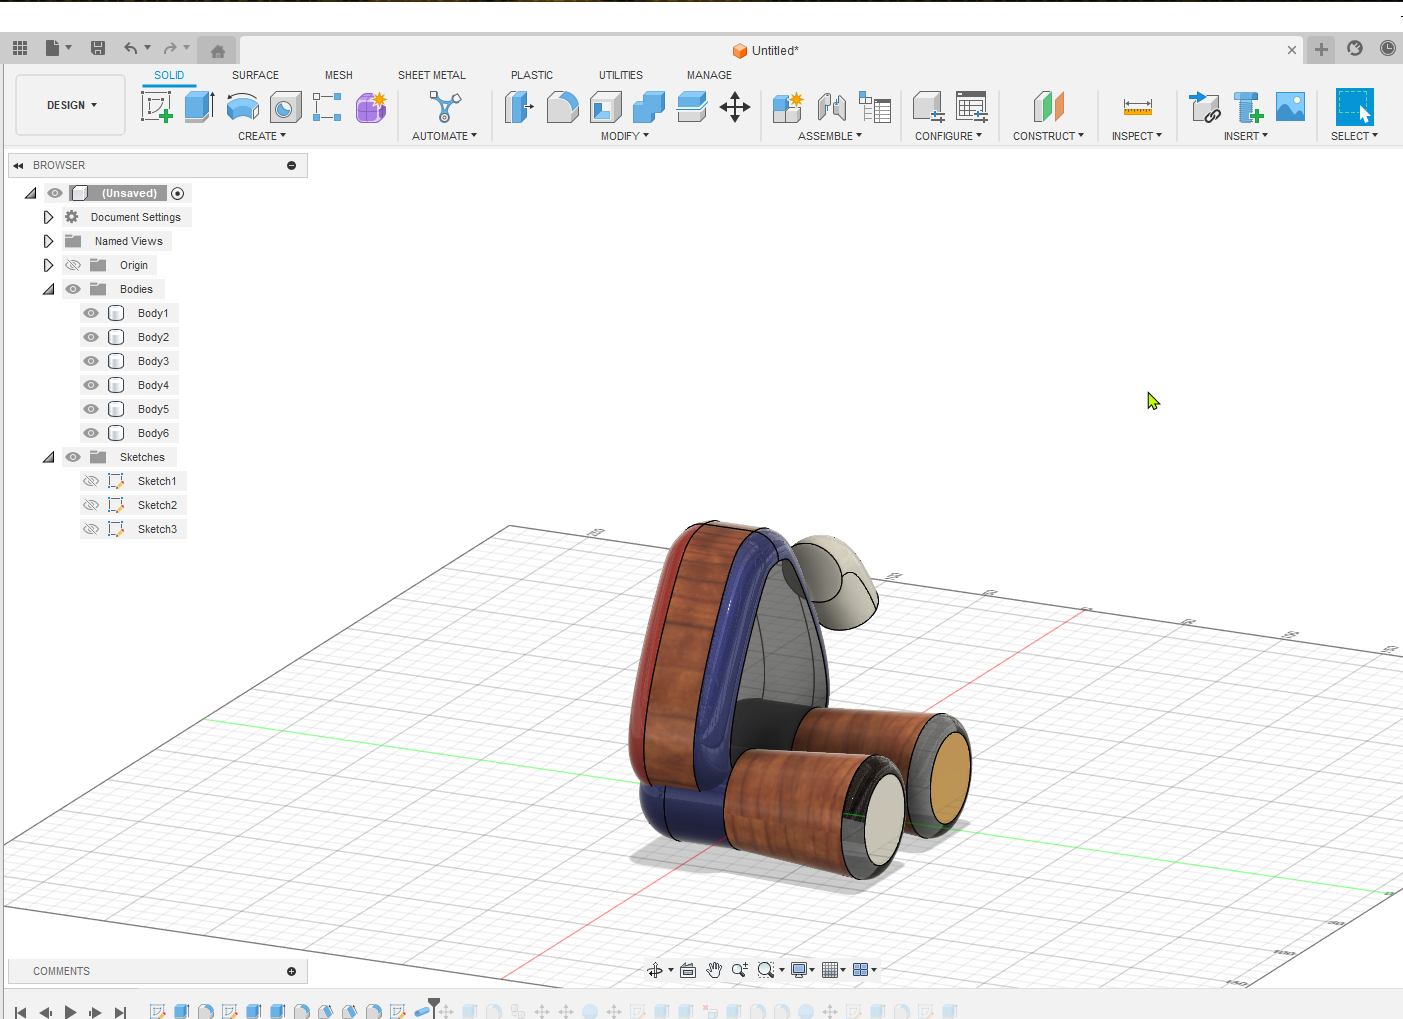 Untitled*
SOLID SURFACE MESH SHEET METAL PLASTIC UTILITIES MANAGE
DESIGN
CREATE AUTOMATE MODIFY ASSEMBLE CONFIGURE CONSTRUCT INSPECT INSERT SELECT
BROWSER
(Unsaved)
Document Settings
Named Views
Origin
Bodies
Body1
Body2
Body3
Body4
Body5
Body6
Sketches
Sketch1
Sketch2
Sketch3
COMMENTS